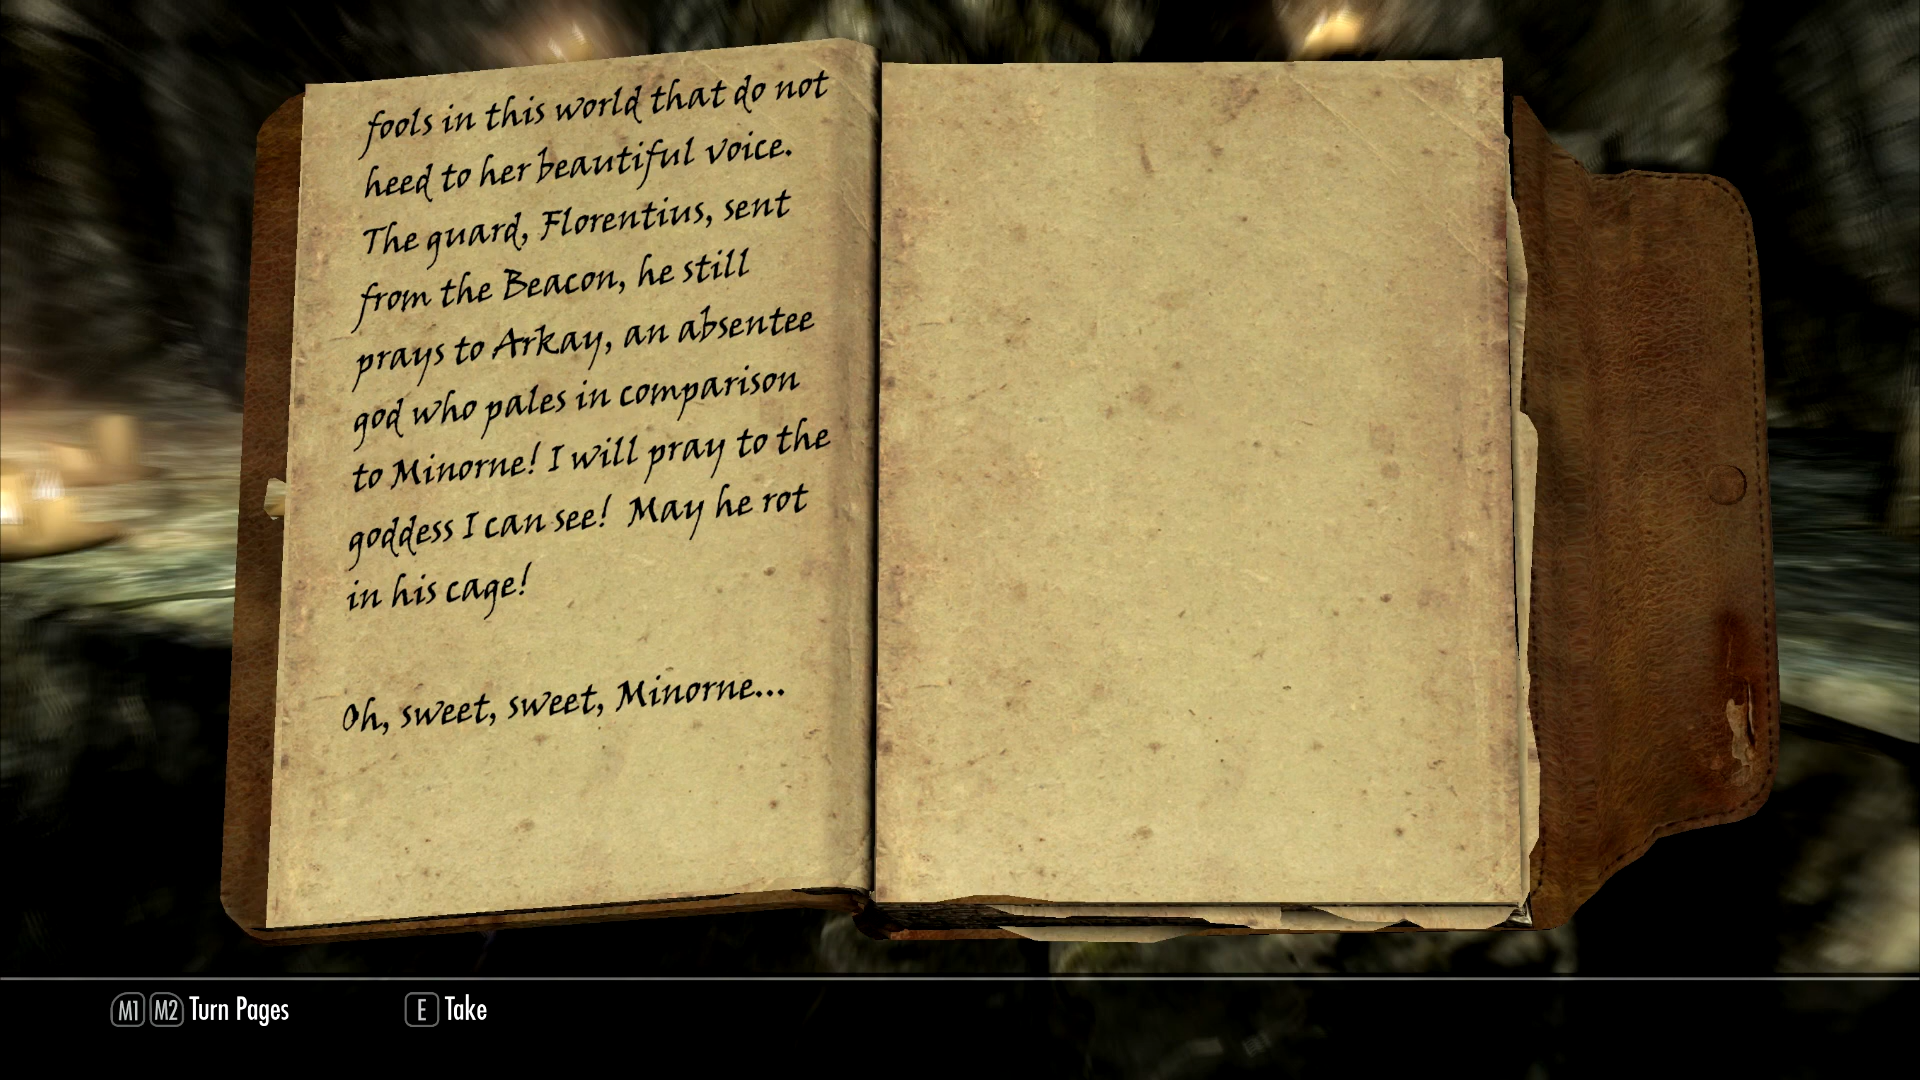 fools in this world that do not
heed to her beautiful voice.
The guard, Florentius, sent
from the Beacon, he still
prays to Arkay, an absentee
god who pales in comparison
to Minorne! I will pray to the
goddess I can see!  May he rot
in his cage!
Oh, sweet, sweet, Minorne...
M1 M2 Turn Pages
E Take